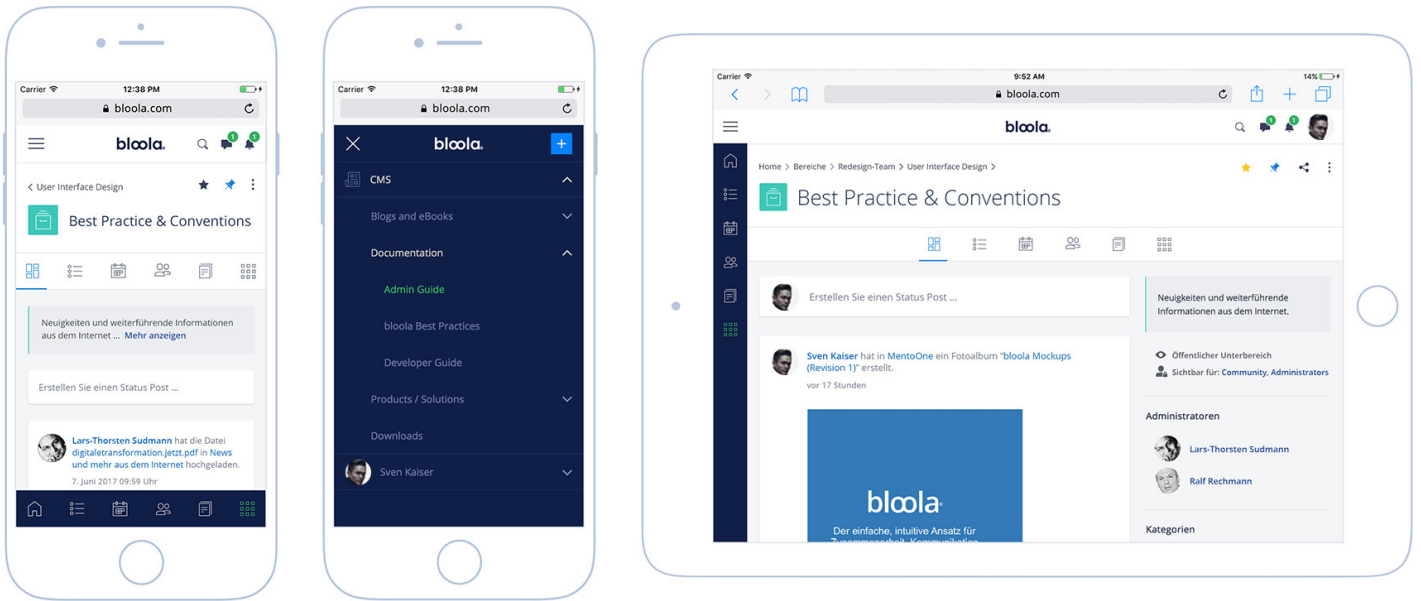 Carrier
12:38 PM
bloola.com
bloola.
1
1
User Interface Design
Best Practice & Conventions
Neuigkeiten und weiterführende Informationen
aus dem Internet ... Mehr anzeigen
Erstellen Sie einen Status Post ...
Lars-Thorsten Sudmann hat die Datei
digitaletransformation.jetzt.pdf in News
und mehr aus dem Internet hochgeladen.
7. Juni 2017 09:59 Uhr
Carrier
12:38 PM
bloola.com
bloola.
CMS
Blogs and eBooks
Documentation
Admin Guide
bloola Best Practices
Developer Guide
Products / Solutions
Downloads
Sven Kaiser
Carrier
9:52 AM
14%
bloola.com
bloola.
1
1
Home > Bereiche > Redesign-Team > User Interface Design >
Best Practice & Conventions
Erstellen Sie einen Status Post ...
Sven Kaiser hat in MentoOne ein Fotoalbum "bloola Mockups
(Revision 1)" erstellt.
vor 17 Stunden
bloola.
Der einfache, intuitive Ansatz für
Zusammenarbeit, Kommunikation
Neuigkeiten und weiterführende
Informationen aus dem Internet.
Öffentlicher Unterbereich
Sichtbar für: Community, Administrators
Administratoren
Lars-Thorsten Sudmann
Ralf Rechmann
Kategorien